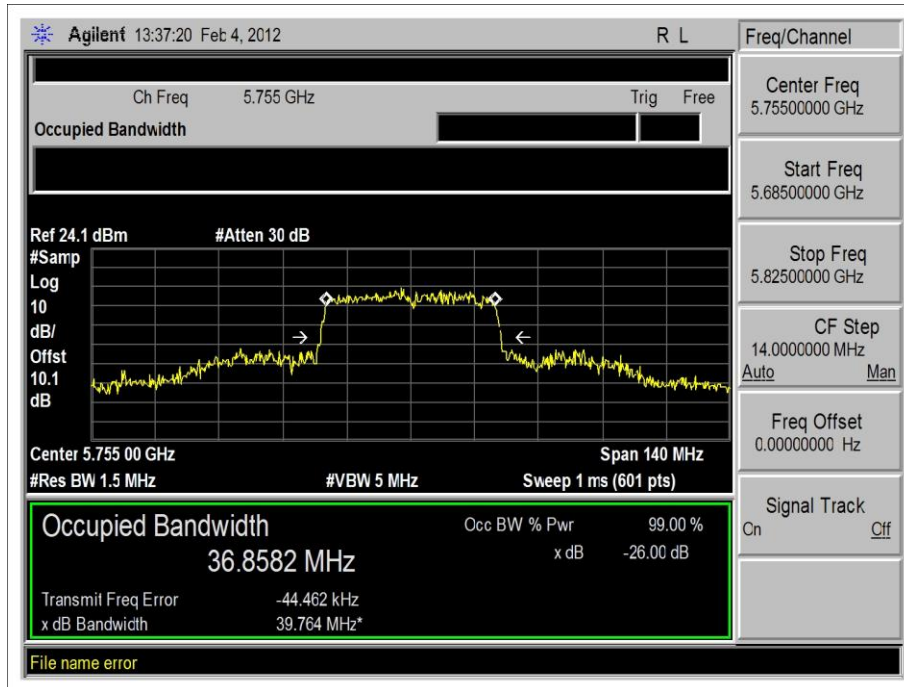 Agilent 13:37:20 Feb 4, 2012 R L
Freq/Channel
Ch Freq 5.755 GHz Trig Free
Occupied Bandwidth
Center Freq
5.75500000 GHz
Start Freq
5.68500000 GHz
Stop Freq
5.82500000 GHz
CF Step
14.0000000 MHz
Auto Man
Freq Offset
0.00000000 Hz
Signal Track
On Off
Ref 24.1 dBm #Atten 30 dB
#Samp
Log
10
dB/
Offst
10.1
dB
Center 5.755 00 GHz Span 140 MHz
#Res BW 1.5 MHz #VBW 5 MHz Sweep 1 ms (601 pts)
Occupied Bandwidth Occ BW % Pwr 99.00 %
36.8582 MHz x dB -26.00 dB
Transmit Freq Error -44.462 kHz
x dB Bandwidth 39.764 MHz*
File name error